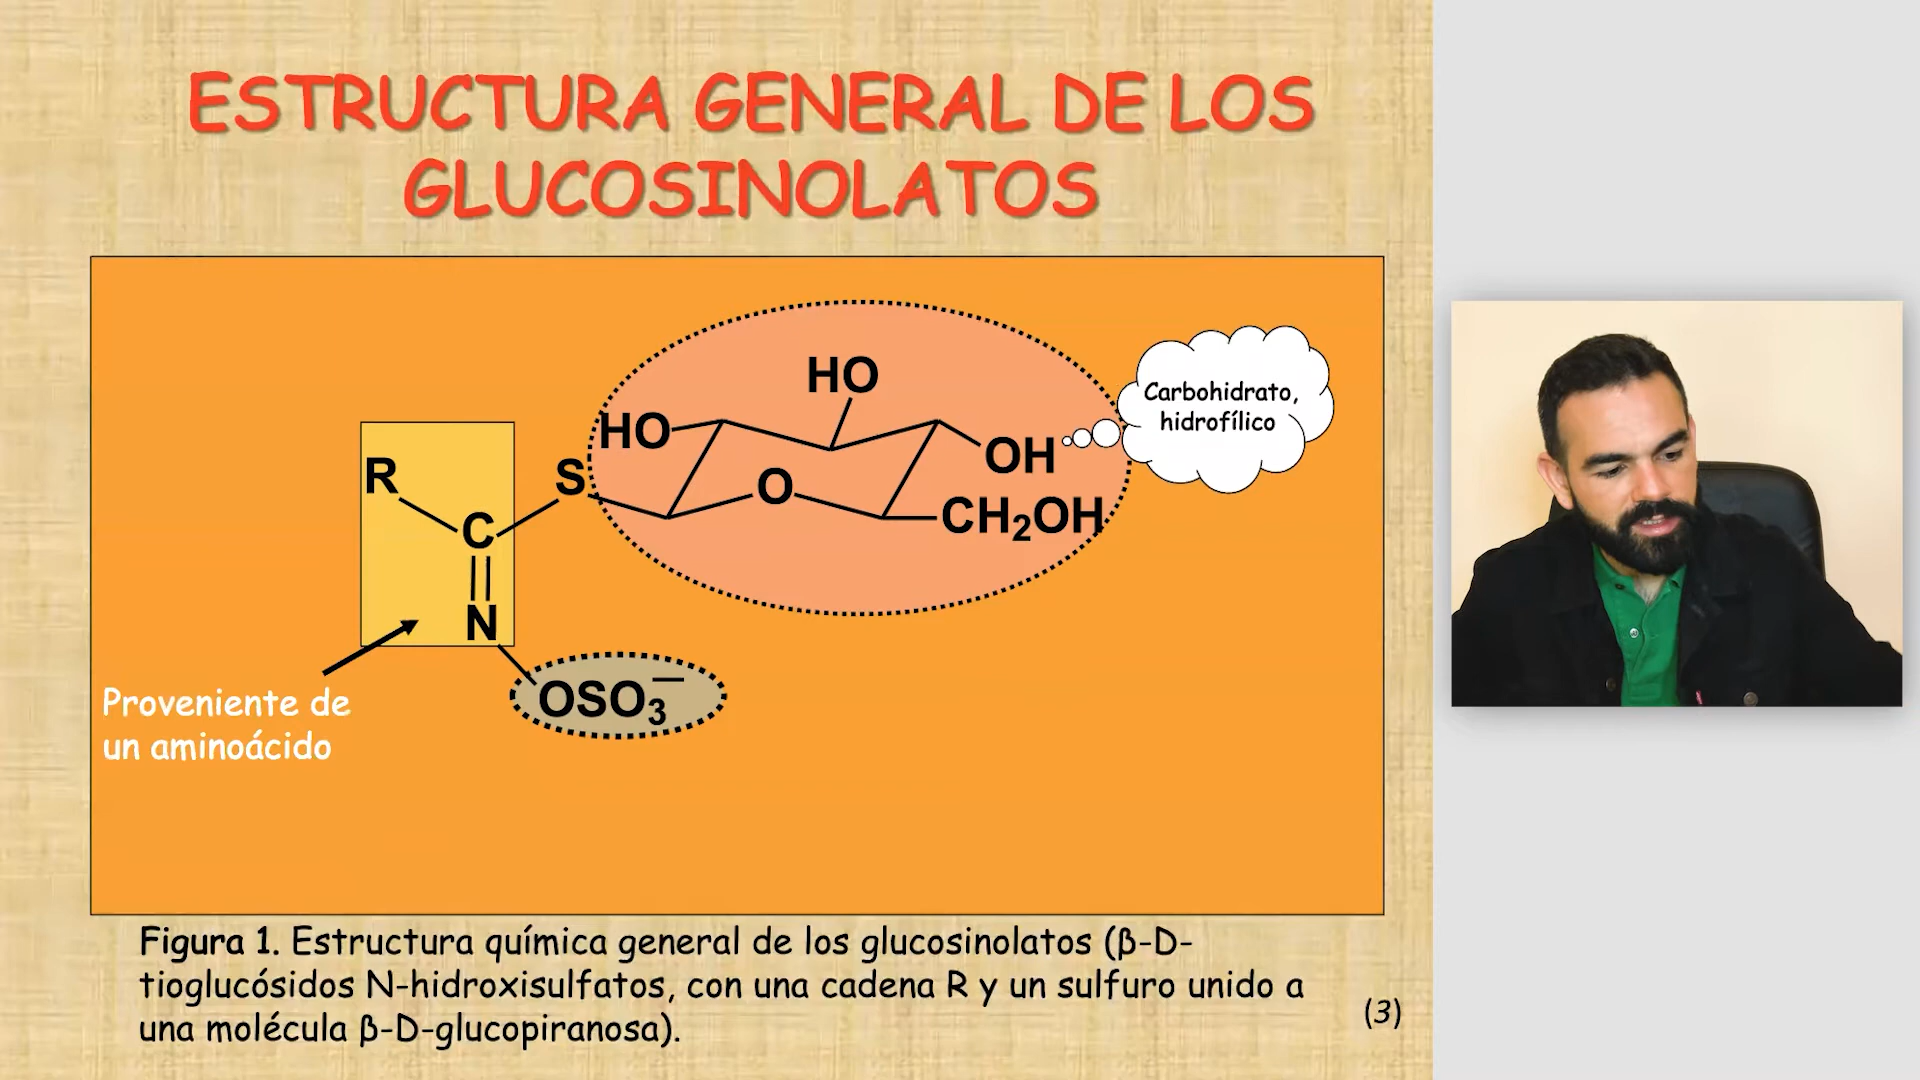 ESTRUCTURA GENERAL DE LOS
GLUCOSINOLATOS
HO
HO
OH
R
S
O
CH₂OH
C
N
OSO₃⁻
Carbohidrato,
hidrofílico
Proveniente de
un aminoácido
Figura 1. Estructura química general de los glucosinolatos (β-D-
tioglucósidos N-hidroxisulfatos, con una cadena R y un sulfuro unido a
una molécula β-D-glucopiranosa).
(3)